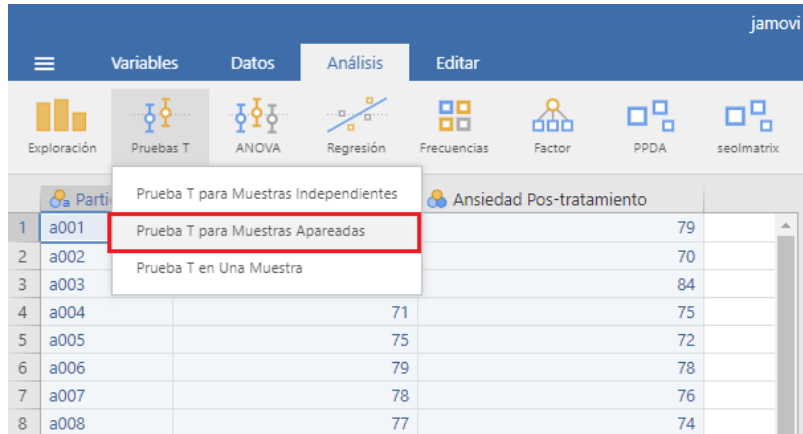 jamovi
Variables Datos Análisis Editar
Exploración Pruebas T ANOVA Regresión Frecuencias Factor PPDA seolmatrix
Prueba T para Muestras Independientes
Prueba T para Muestras Apareadas
Prueba T en Una Muestra
a Parti Ansiedad Pos-tratamiento
1 a001 79
2 a002 70
3 a003 84
4 a004 71 75
5 a005 75 72
6 a006 79 78
7 a007 78 76
8 a008 77 74